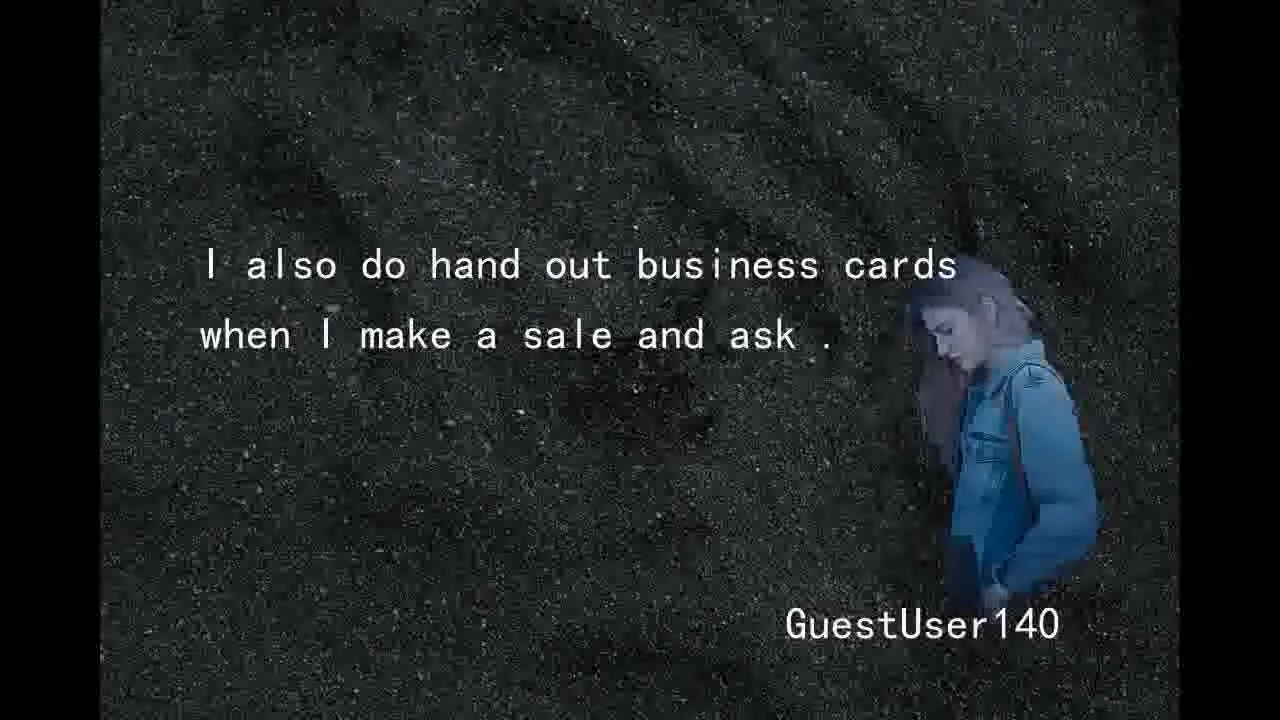 I also do hand out business cards
when I make a sale and ask .
GuestUser140